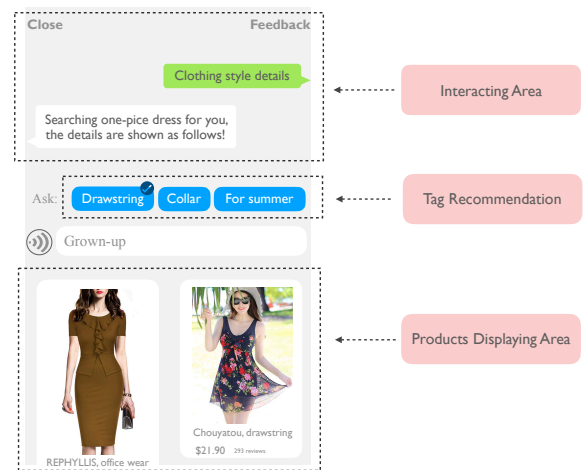 Close
Feedback
Clothing style details
Interacting Area
Searching one-pice dress for you,
the details are shown as follows!
Ask:
Drawstring
Collar
For summer
Tag Recommendation
Grown-up
Products Displaying Area
REPHYLLIS, office wear
Chouyatou, drawstring
$21.90
293 reviews